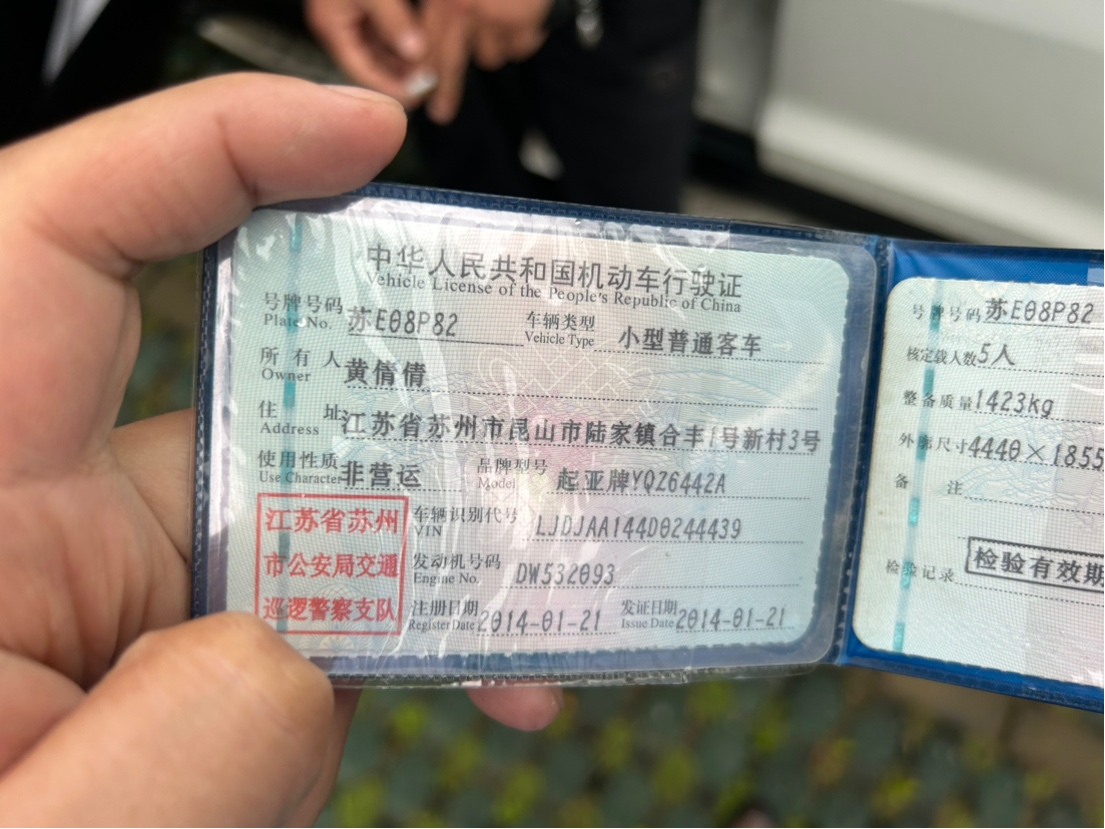 中华人民共和国机动车行驶证
Vehicle License of the People's Republic of China
号牌号码 苏E08P82 车辆类型 小型普通客车
Plate No. Vehicle Type
所有人 黄倩倩
Owner
住址 江苏省苏州市昆山市陆家镇合丰1号新村3号
Address
使用性质 非营运 品牌型号 起亚牌YQZ6442A
Use Character Model
江苏省苏州
市公安局交通
巡逻警察支队
车辆识别代号 LJDJAA144D0244439
VIN
发动机号码 DW532093
Engine No.
注册日期 2014-01-21 发证日期 2014-01-21
Register Date Issue Date
号牌号码 苏E08P82
核定载人数 5人
整备质量 1423kg
外廓尺寸 4440×1855
备注
检验记录 检验有效期